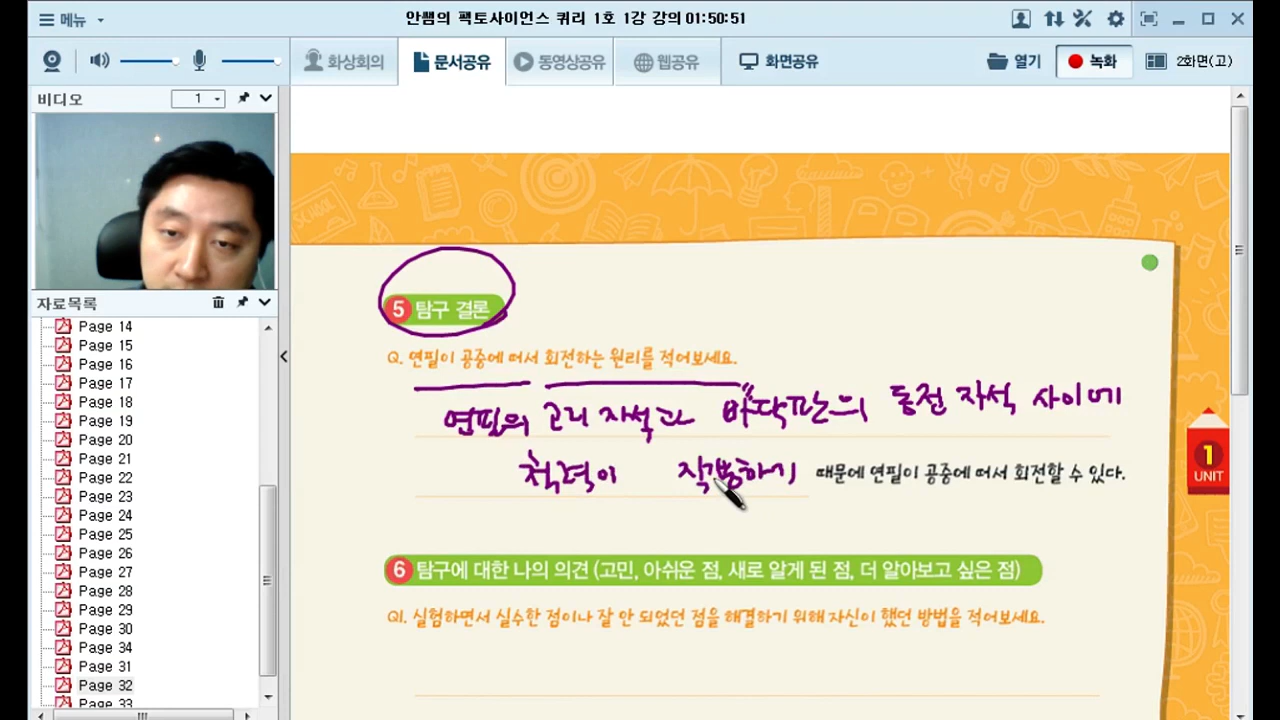 메뉴
안쌤의 팩토사이언스 쿼리 1호 1강 강의01:50:51
화상회의 문서공유 동영상공유 웹공유 화면공유 열기 녹화 2화면(고)
비디오 1
자료목록
Page 14
Page 15
Page 16
Page 17
Page 18
Page 19
Page 20
Page 21
Page 22
Page 23
Page 24
Page 25
Page 26
Page 27
Page 28
Page 29
Page 30
Page 34
Page 31
Page 32
Page 33
5 탐구 결론
Q. 연필이 공중에 떠서 회전하는 원리를 적어보세요.
연필의 고리 자석과 바닥판의 동전 자석 사이에
척력이 작용하기 때문에 연필이 공중에 떠서 회전할 수 있다.
1
UNIT
6 탐구에 대한 나의 의견 (고민, 아쉬운 점, 새로 알게 된 점, 더 알아보고 싶은 점)
Q1. 실험하면서 실수한 점이나 잘 안 되었던 점을 해결하기 위해 자신이 했던 방법을 적어보세요.